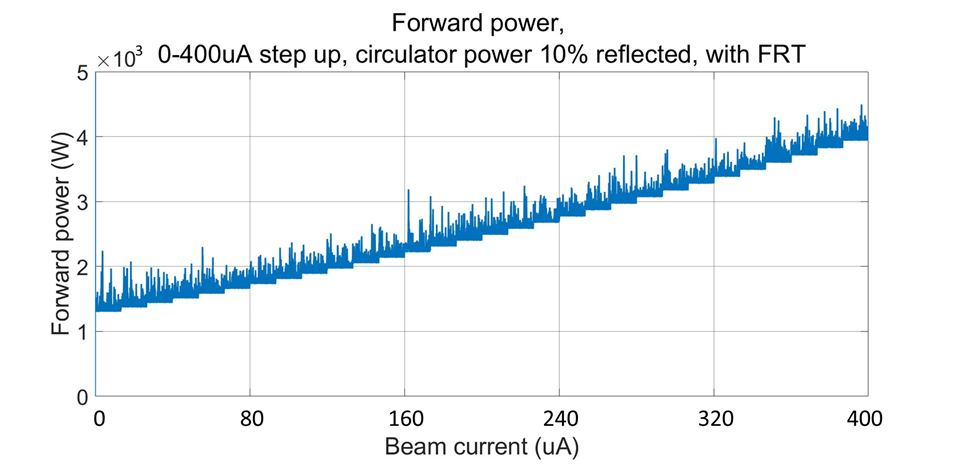 Forward power,
×10³ 0-400uA step up, circulator power 10% reflected, with FRT
5
4
3
2
1
0
Forward power (W)
0 80 160 240 320 400
Beam current (uA)